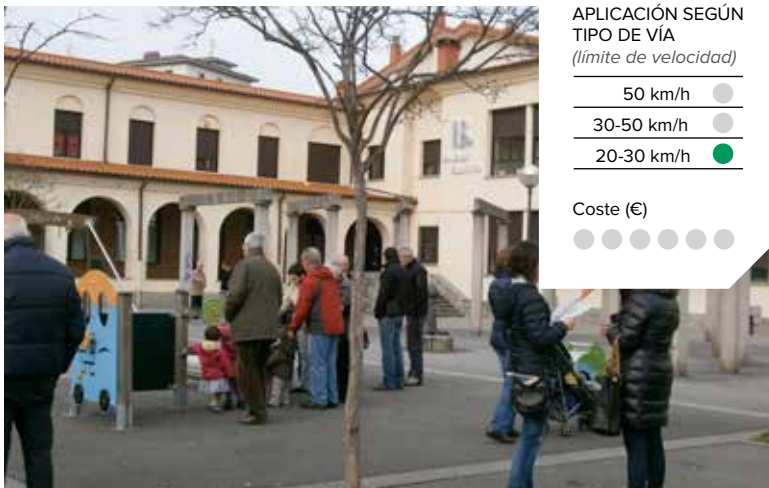 APLICACIÓN SEGÚN
TIPO DE VÍA
(límite de velocidad)
50 km/h
30-50 km/h
20-30 km/h
Coste (€)